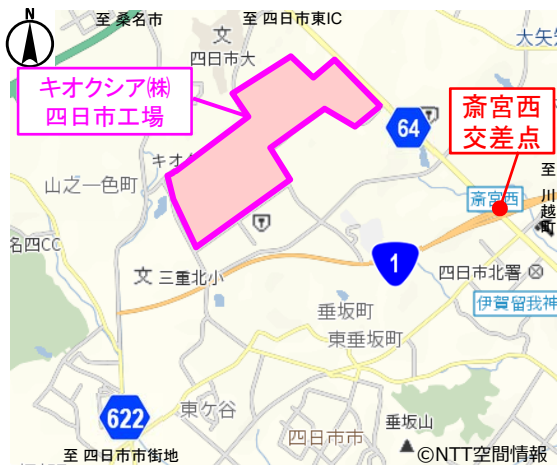 N
至 桑名市
至 四日市東IC
文
四日市大
大矢知
キオクシア㈱
四日市工場
64
斎宮西
交差点
キオク
山之一色町
斎宮西
至 川越町
名四CC
文 三重北小
1
四日市北署
垂坂町
伊賀留我神
東垂坂町
622
東ケ谷
四日市市
垂坂山
至 四日市市街地
©NTT空間情報